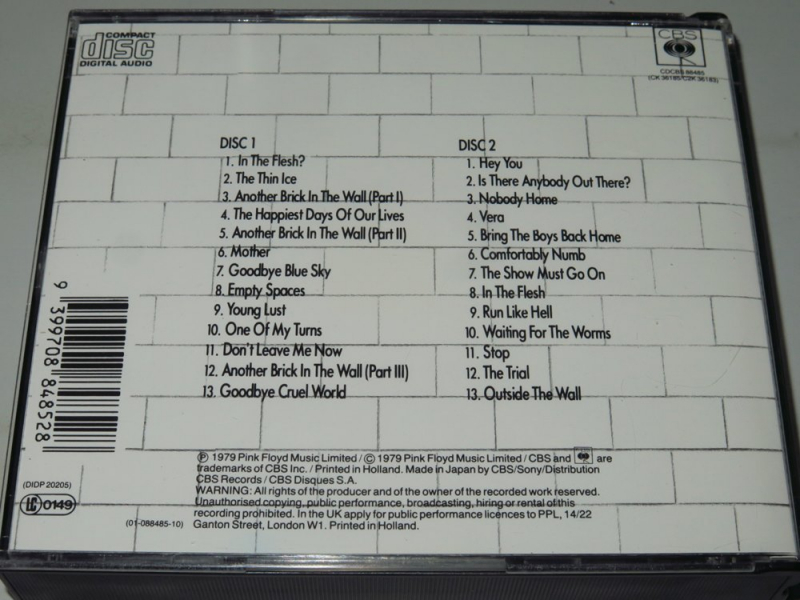 COMPACT
disc
DIGITAL AUDIO
CBS
CDCBS 88485
(CK 36185/C2K 36183)
DISC 1
1. In The Flesh?
2. The Thin Ice
3. Another Brick In The Wall (Part I)
4. The Happiest Days Of Our Lives
5. Another Brick In The Wall (Part II)
6. Mother
7. Goodbye Blue Sky
8. Empty Spaces
9. Young Lust
10. One Of My Turns
11. Don't Leave Me Now
12. Another Brick In The Wall (Part III)
13. Goodbye Cruel World
DISC 2
1. Hey You
2. Is There Anybody Out There?
3. Nobody Home
4. Vera
5. Bring The Boys Back Home
6. Comfortably Numb
7. The Show Must Go On
8. In The Flesh
9. Run Like Hell
10. Waiting For The Worms
11. Stop
12. The Trial
13. Outside The Wall
9 399708 848528
(DIDP 20205)
LC 0149
(01-088485-10)
℗ 1979 Pink Floyd Music Limited / © 1979 Pink Floyd Music Limited / CBS and are
trademarks of CBS Inc. / Printed in Holland. Made in Japan by CBS/Sony/Distribution
CBS Records / CBS Disques S.A.
WARNING: All rights of the producer and of the owner of the recorded work reserved.
Unauthorised copying, public performance, broadcasting, hiring or rental of this
recording prohibited. In the UK apply for public performance licences to PPL, 14/22
Ganton Street, London W1. Printed in Holland.